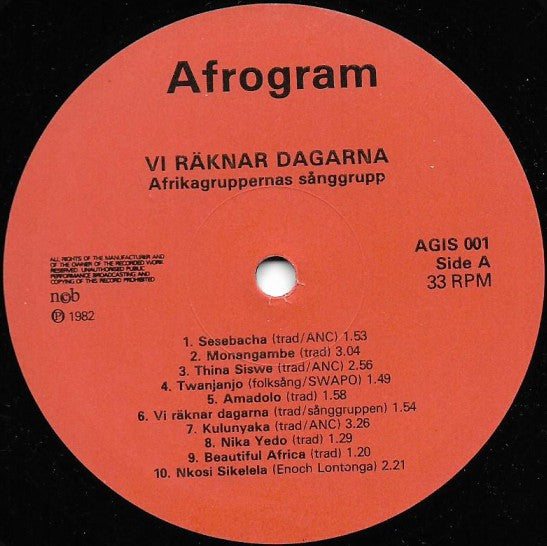 Afrogram
VI RÄKNAR DAGARNA
Afrikagruppernas sånggrupp
AGIS 001
Side A
33 RPM
ALL RIGHTS OF THE MANUFACTURER AND
OF THE OWNER OF THE RECORDED WORK
RESERVED. UNAUTHORISED PUBLIC
PERFORMANCE BROADCASTING AND
COPYING OF THIS RECORD PROHIBITED
ncb
Ⓟ 1982
1. Sesebacha (trad/ANC) 1.53
2. Monangambe (trad) 3.04
3. Thina Siswe (trad/ANC) 2.56
4. Twanjanjo (folksång/SWAPO) 1.49
5. Amadolo (trad) 1.58
6. Vi räknar dagarna (trad/sånggruppen) 1.54
7. Kulunyaka (trad/ANC) 3.26
8. Nika Yedo (trad) 1.29
9. Beautiful Africa (trad) 1.20
10. Nkosi Sikelela (Enoch Lontonga) 2.21